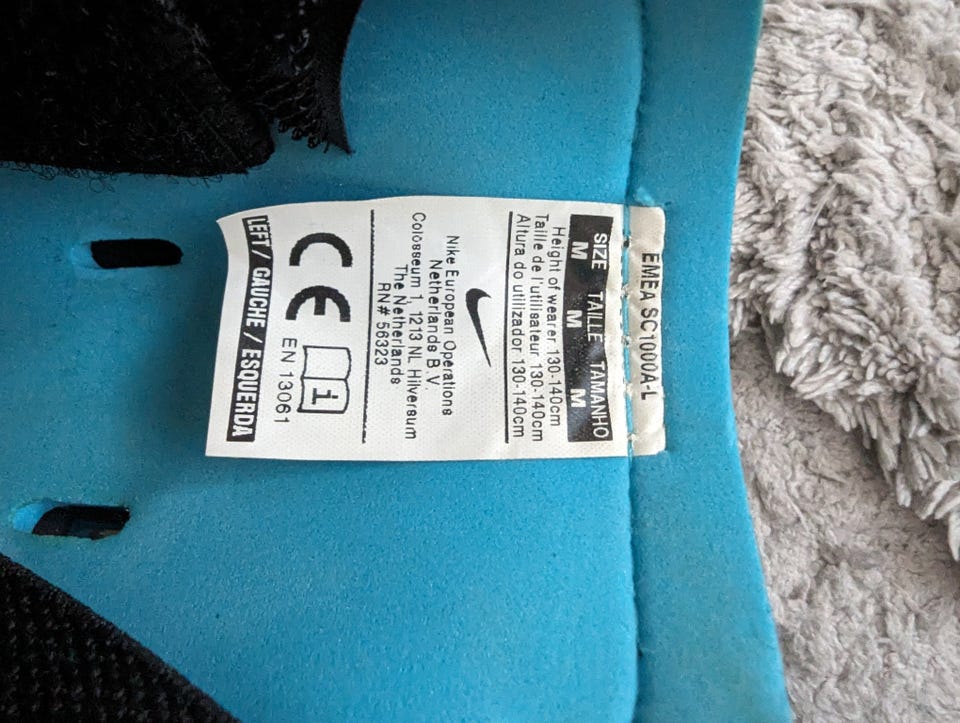 EMEA SC1000A-L
SIZE TAILLE TAMANHO
M M M
Height of wearer 130-140cm
Taille de l'utilisateur 130-140cm
Altura do utilizador 130-140cm
Nike European Operations
Netherlands B.V.
Colosseum 1, 1213 NL Hilversum
The Netherlands
RN# 56323
CE i
EN 13061
LEFT/ GAUCHE / ESQUERDA